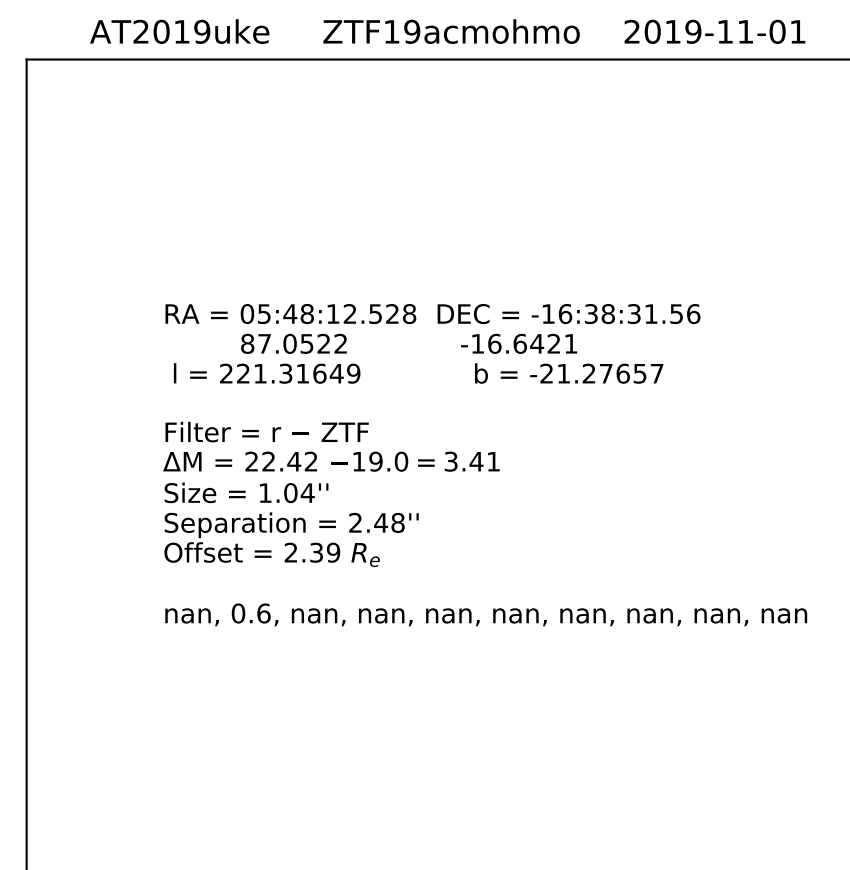 AT2019uke ZTF19acmohmo 2019-11-01
RA = 05:48:12.528 DEC = -16:38:31.56
87.0522 -16.6421
l = 221.31649 b = -21.27657
Filter = r − ZTF
ΔM = 22.42 −19.0 = 3.41
Size = 1.04''
Separation = 2.48''
Offset = 2.39 Rₑ
nan, 0.6, nan, nan, nan, nan, nan, nan, nan, nan